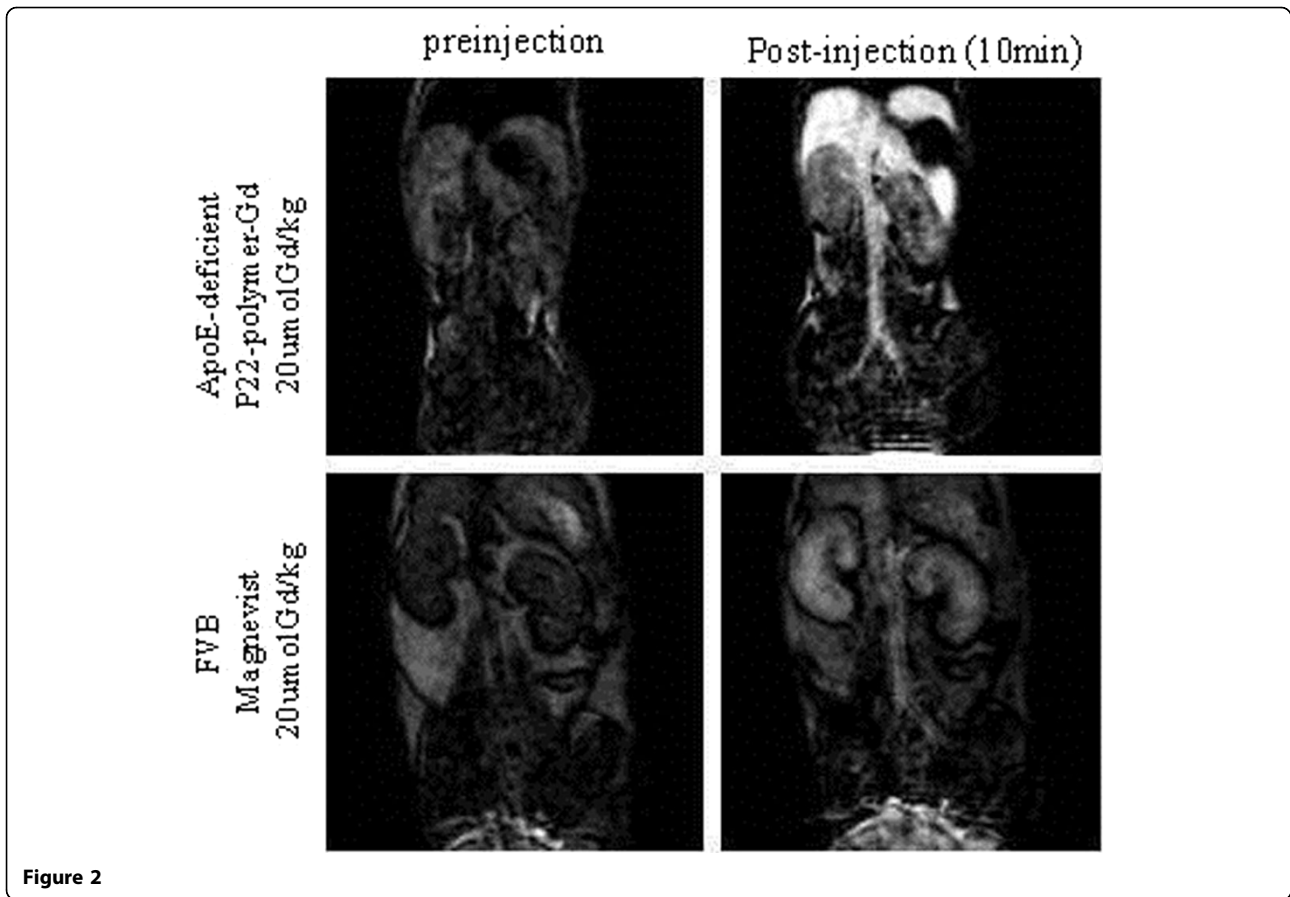 preinjection
Post-injection (10min)
ApoE-deficient
P22-polymer-Gd
20umolGd/kg
FVB
Magnevist
20umolGd/kg
Figure 2